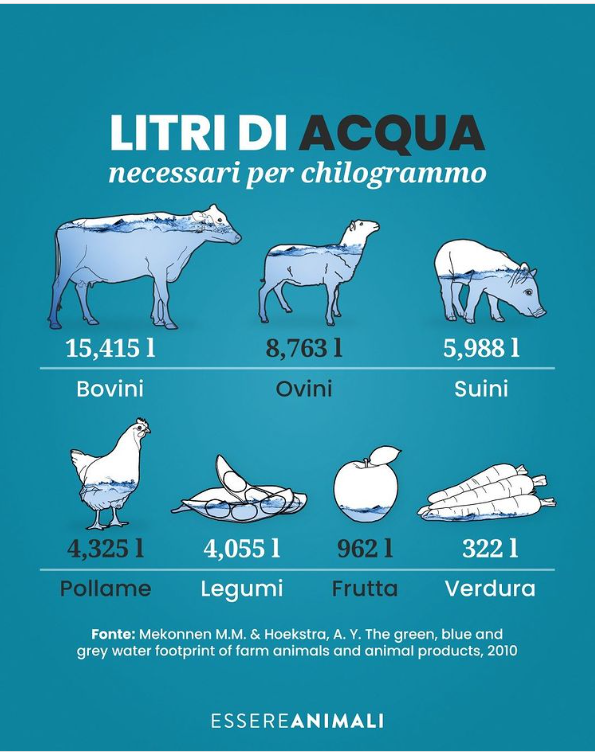 LITRI DI ACQUA
necessari per chilogrammo
15,415 l
8,763 l
5,988 l
Bovini
Ovini
Suini
4,325 l
4,055 l
962 l
322 l
Pollame
Legumi
Frutta
Verdura
Fonte: Mekonnen M.M. & Hoekstra, A. Y. The green, blue and
grey water footprint of farm animals and animal products, 2010
ESSEREANIMALI